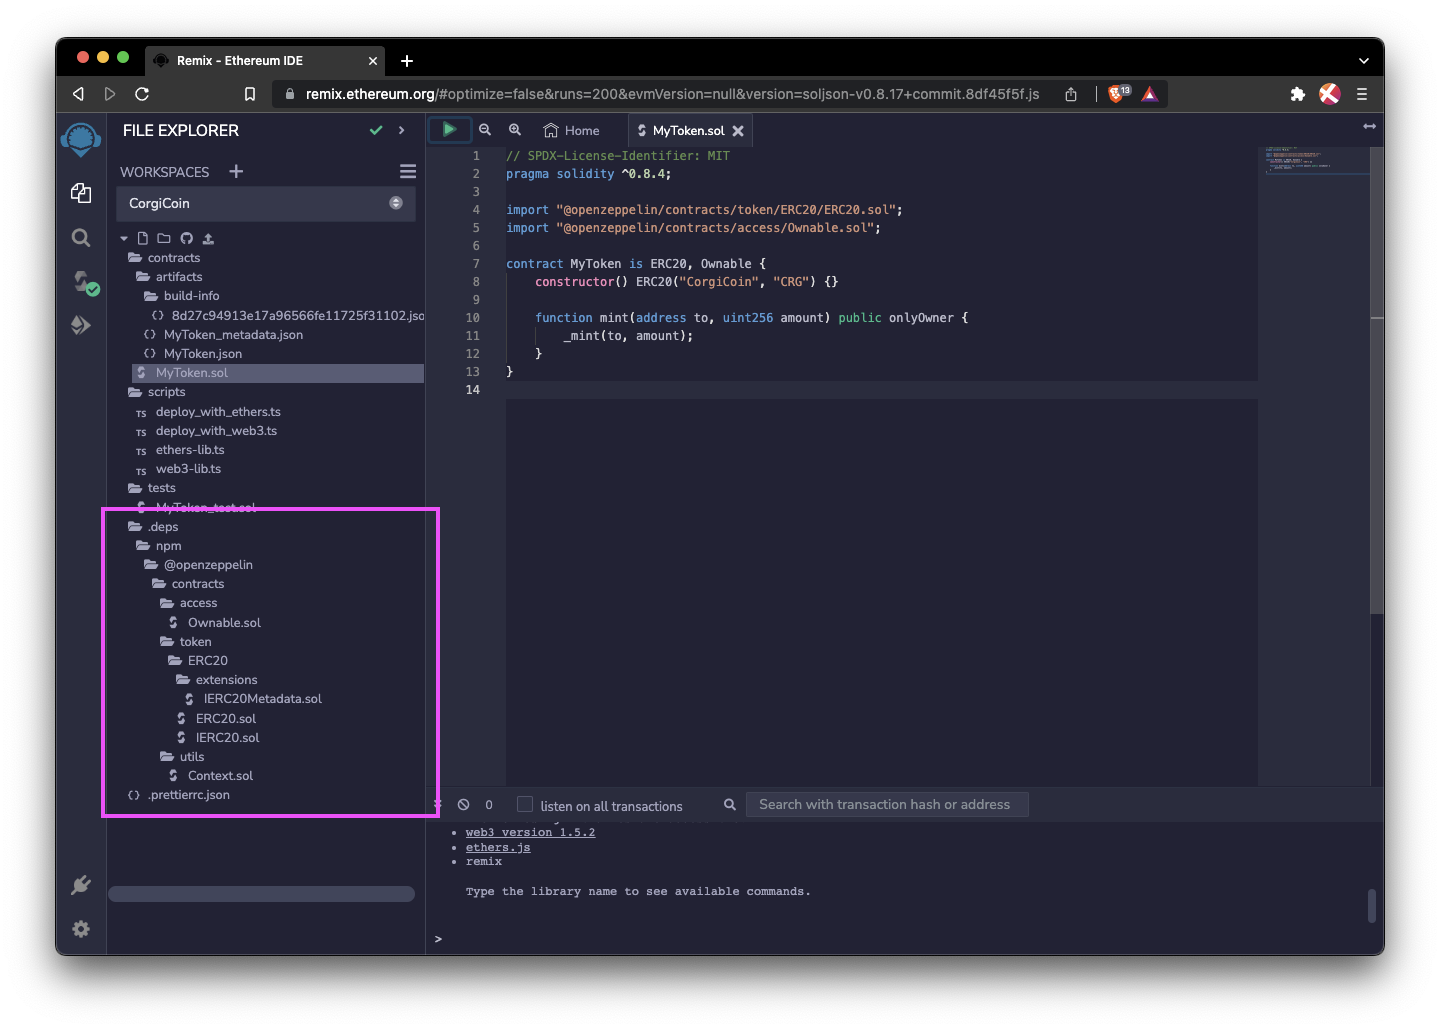 Remix - Ethereum IDE
remix.ethereum.org/#optimize=false&runs=200&evmVersion=null&version=soljson-v0.8.17+commit.8df45f5f.js
13
FILE EXPLORER
WORKSPACES
CorgiCoin
contracts
artifacts
build-info
8d27c94913e17a96566fe11725f31102.jso
MyToken_metadata.json
MyToken.json
MyToken.sol
scripts
TS deploy_with_ethers.ts
TS deploy_with_web3.ts
TS ethers-lib.ts
TS web3-lib.ts
tests
MyToken_test.sol
.deps
npm
@openzeppelin
contracts
access
Ownable.sol
token
ERC20
extensions
IERC20Metadata.sol
ERC20.sol
IERC20.sol
utils
Context.sol
.prettierrc.json
Home
MyToken.sol
1 // SPDX-License-Identifier: MIT
2 pragma solidity ^0.8.4;
3
4 import "@openzeppelin/contracts/token/ERC20/ERC20.sol";
5 import "@openzeppelin/contracts/access/Ownable.sol";
6
7 contract MyToken is ERC20, Ownable {
8 constructor() ERC20("CorgiCoin", "CRG") {}
9
10 function mint(address to, uint256 amount) public onlyOwner {
11 _mint(to, amount);
12 }
13 }
14
0
listen on all transactions
Search with transaction hash or address
• web3 version 1.5.2
• ethers.js
• remix
Type the library name to see available commands.
>